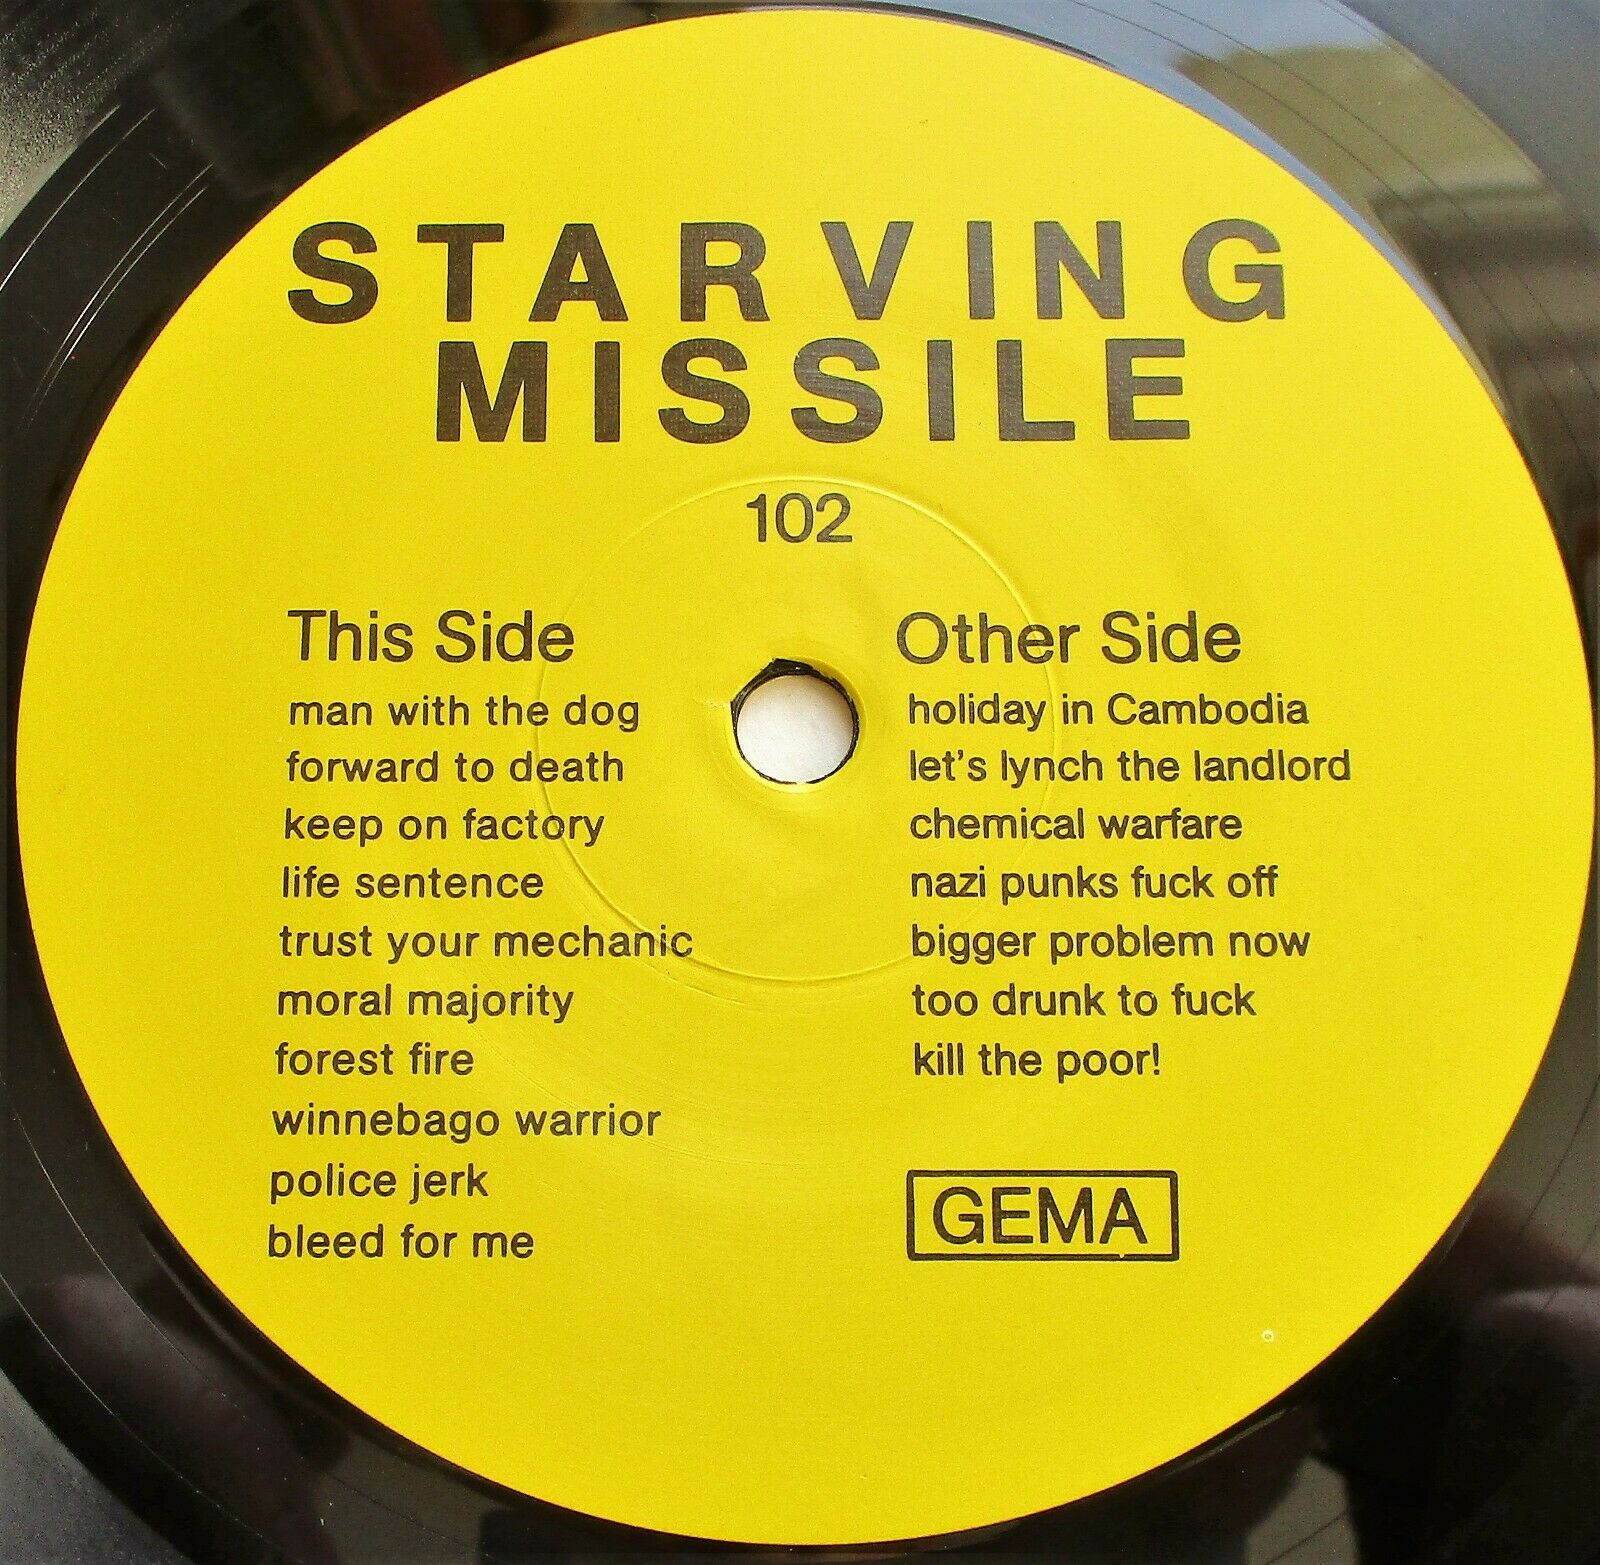 STARVING
MISSILE
102
This Side
man with the dog
forward to death
keep on factory
life sentence
trust your mechanic
moral majority
forest fire
winnebago warrior
police jerk
bleed for me
Other Side
holiday in Cambodia
let's lynch the landlord
chemical warfare
nazi punks fuck off
bigger problem now
too drunk to fuck
kill the poor!
GEMA